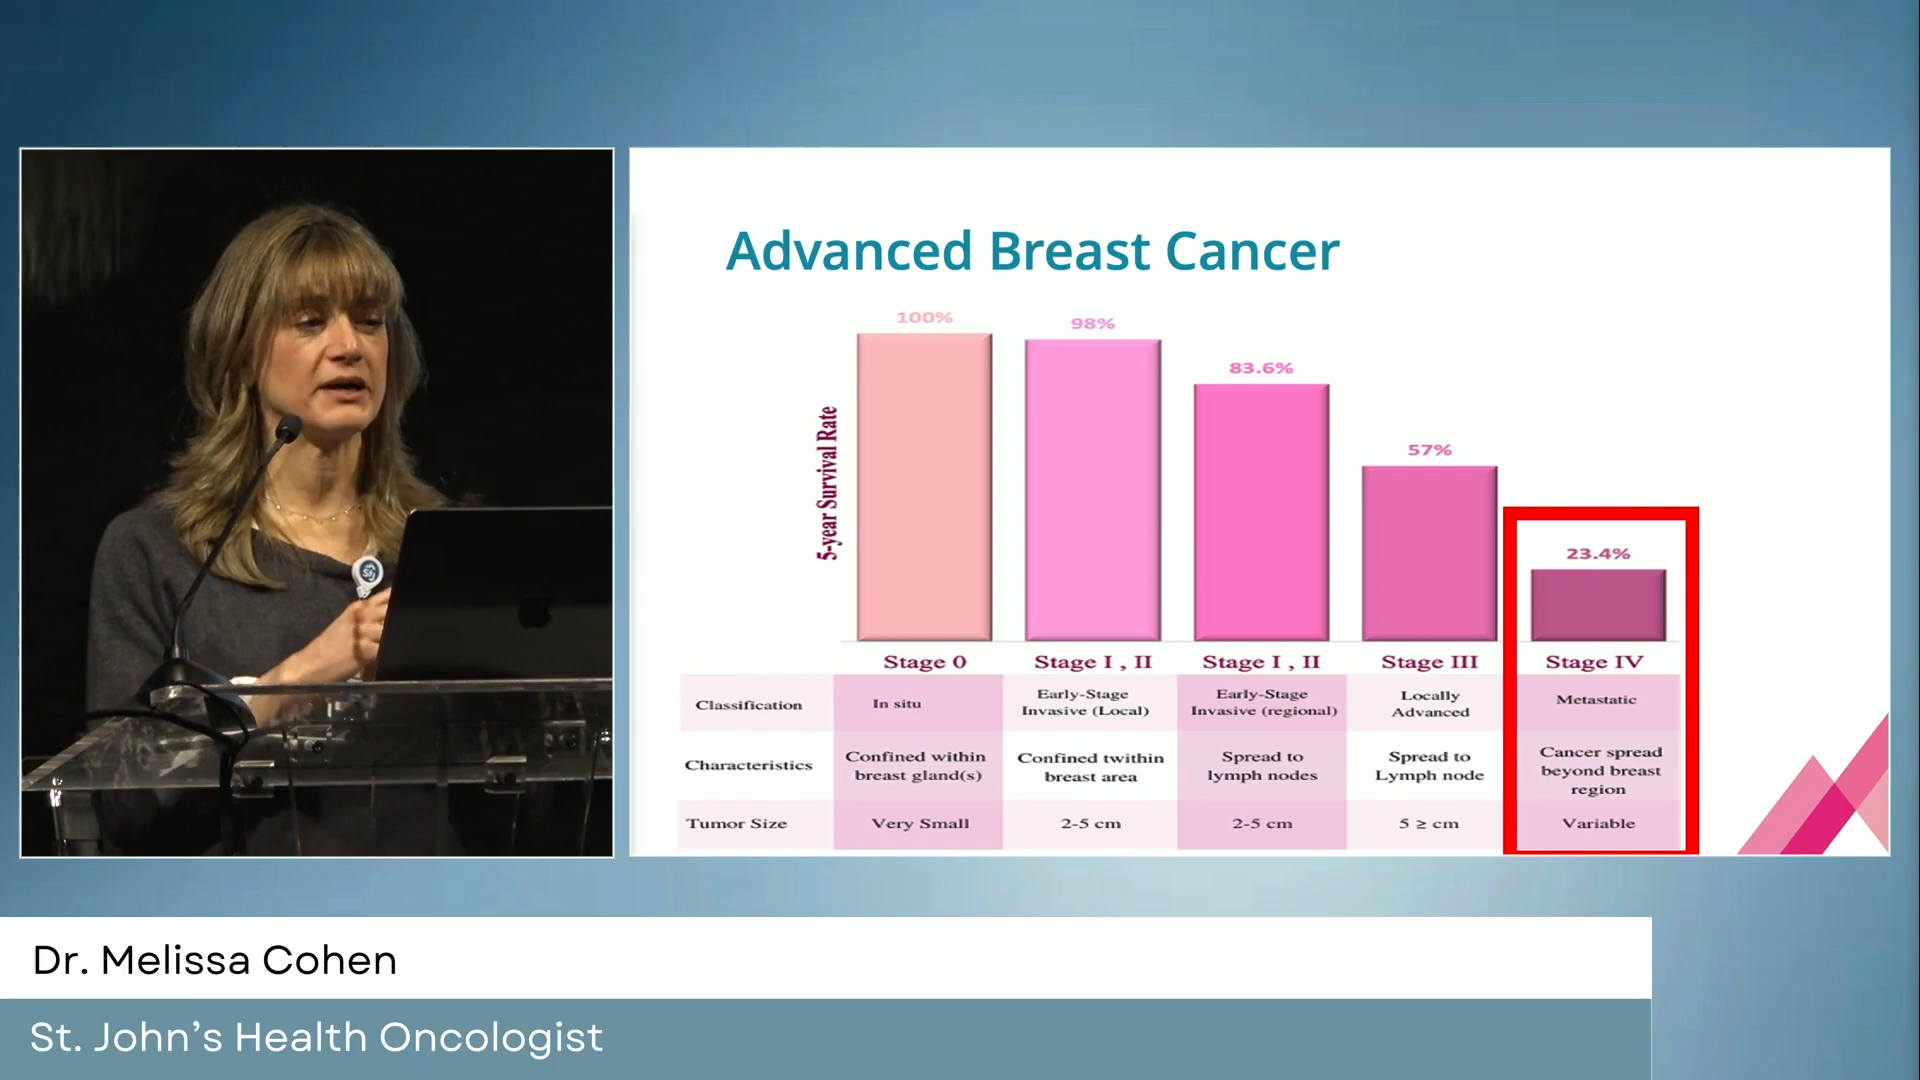 Advanced Breast Cancer
100%
98%
83.6%
57%
23.4%
5-year Survival Rate
Stage 0
Stage I , II
Stage I , II
Stage III
Stage IV
Classification
In situ
Early-Stage
Invasive (Local)
Early-Stage
Invasive (regional)
Locally
Advanced
Metastatic
Characteristics
Confined within
breast gland(s)
Confined twithin
breast area
Spread to
lymph nodes
Spread to
Lymph node
Cancer spread
beyond breast
region
Tumor Size
Very Small
2-5 cm
2-5 cm
5 ≥ cm
Variable
Dr. Melissa Cohen
St. John’s Health Oncologist